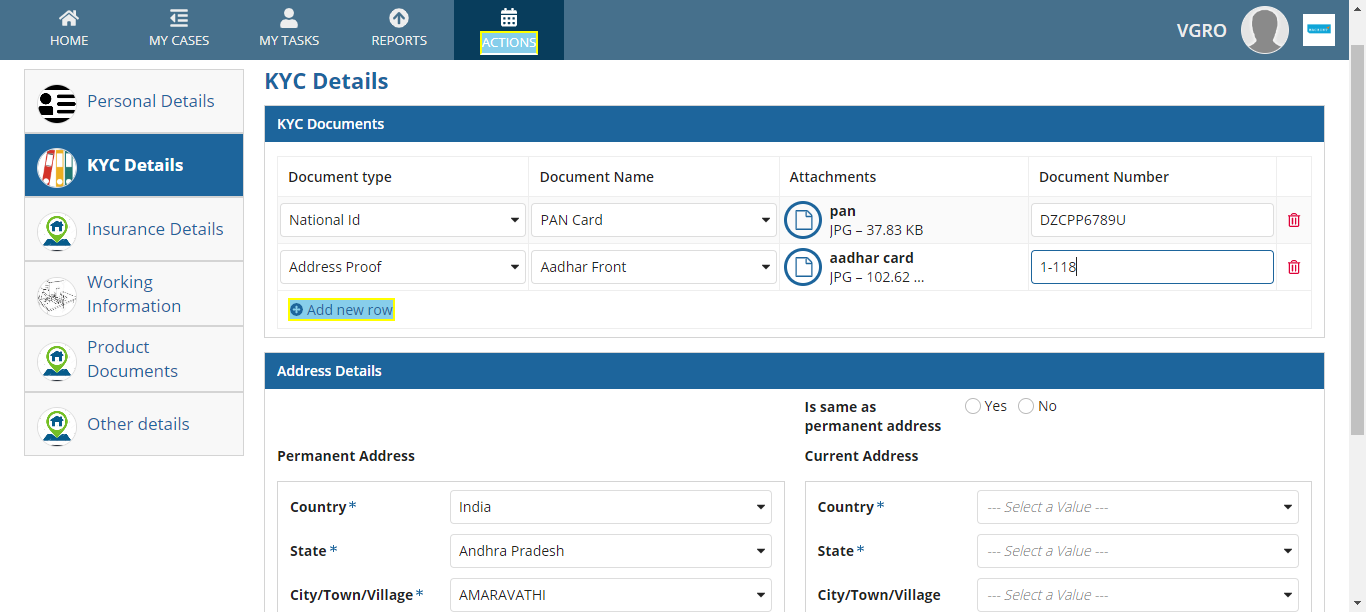 HOME
MY CASES
MY TASKS
REPORTS
ACTIONS
VGRO
Personal Details
KYC Details
Insurance Details
Working
Information
Product
Documents
Other details
KYC Details
KYC Documents
Document type Document Name Attachments Document Number
National Id PAN Card pan DZCPP6789U
JPG – 37.83 KB
Address Proof Aadhar Front aadhar card 1-118
JPG – 102.62 ...
Add new row
Address Details
Is same as
permanent address
Yes No
Permanent Address
Country* India
State* Andhra Pradesh
City/Town/Village* AMARAVATHI
Current Address
Country* --- Select a Value ---
State* --- Select a Value ---
City/Town/Village --- Select a Value ---